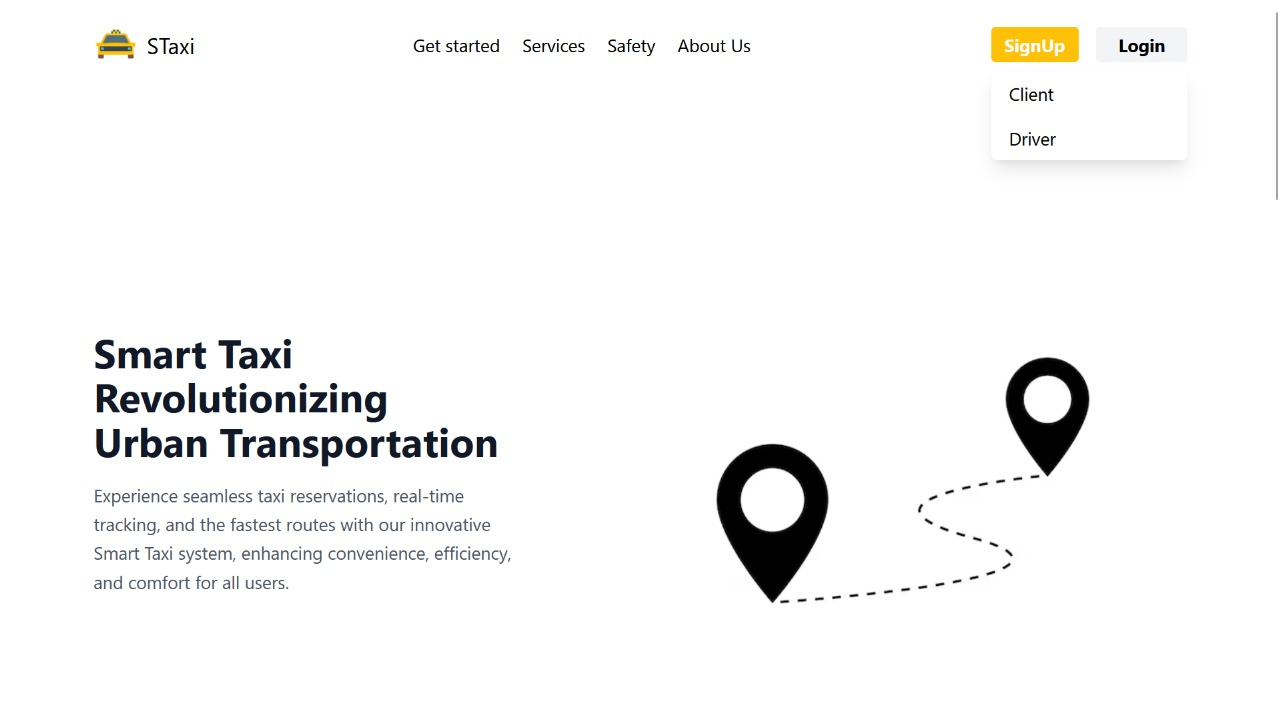 STaxi
Get started Services Safety About Us
SignUp Login
Client
Driver
Smart Taxi
Revolutionizing
Urban Transportation
Experience seamless taxi reservations, real-time
tracking, and the fastest routes with our innovative
Smart Taxi system, enhancing convenience, efficiency,
and comfort for all users.